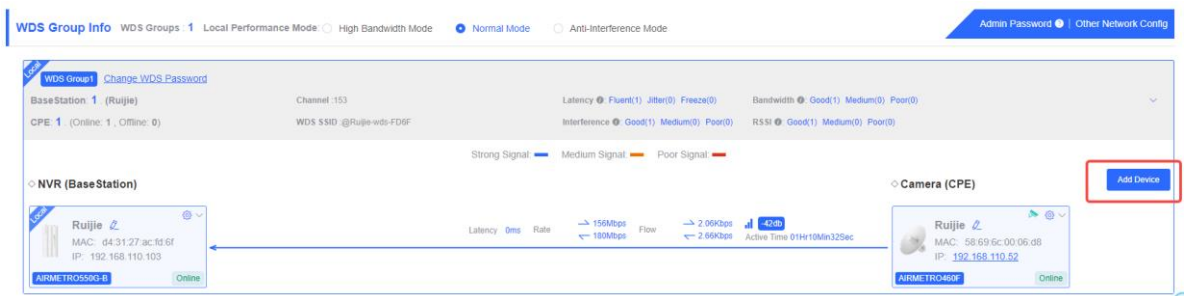 WDS Group Info WDS Groups : 1 Local Performance Mode: High Bandwidth Mode Normal Mode Anti-Interference Mode Admin Password | Other Network Config
Local
WDS Group1 Change WDS Password
BaseStation: 1 . (Ruijie) Channel :153 Latency : Fluent(1) Jitter(0) Freeze(0) Bandwidth : Good(1) Medium(0) Poor(0)
CPE: 1 . (Online: 1 , Offline: 0) WDS SSID :@Ruijie-wds-FD6F Interference : Good(1) Medium(0) Poor(0) RSSI : Good(1) Medium(0) Poor(0)
Strong Signal: Medium Signal: Poor Signal:
NVR (BaseStation) Camera (CPE) Add Device
Local
Ruijie
MAC: d4:31:27:ac:fd:6f
IP: 192.168.110.103
AIRMETRO550G-B Online
Latency 0ms Rate → 156Mbps Flow → 2.06Kbps -42db
← 180Mbps ← 2.66Kbps Active Time 01Hr10Min32Sec
Ruijie
MAC: 58:69:6c:00:06:d8
IP: 192.168.110.52
AIRMETRO460F Online